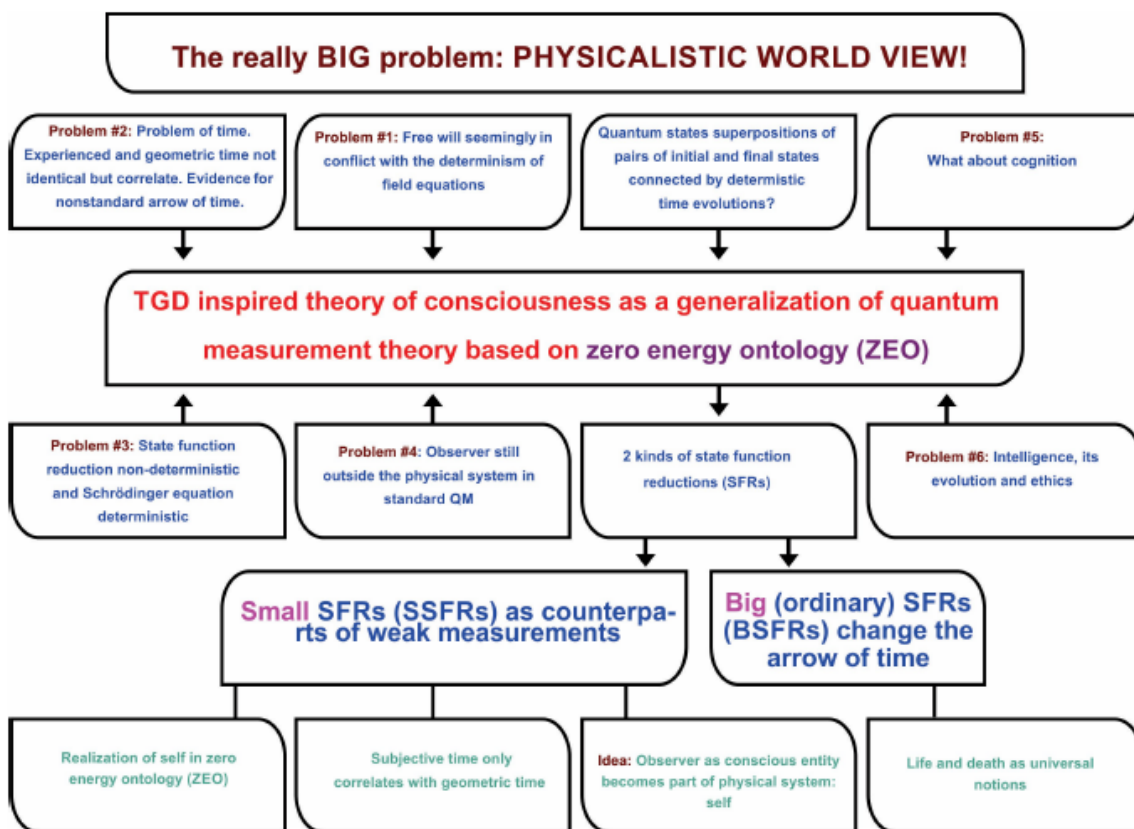 The really BIG problem: PHYSICALISTIC WORLD VIEW!
Problem #2: Problem of time.
Experienced and geometric time not
identical but correlate. Evidence for
nonstandard arrow of time.
Problem #1: Free will seemingly in
conflict with the determinism of
field equations
Quantum states superpositions of
pairs of initial and final states
connected by determistic
time evolutions?
Problem #5:
What about cognition
TGD inspired theory of consciousness as a generalization of quantum
measurement theory based on zero energy ontology (ZEO)
Problem #3: State function
reduction non-deterministic
and Schrödinger equation
deterministic
Problem #4: Observer still
outside the physical system in
standard QM
2 kinds of state function
reductions (SFRs)
Problem #6: Intelligence, its
evolution and ethics
Small SFRs (SSFRs) as counterpa-
rts of weak measurements
Big (ordinary) SFRs
(BSFRs) change the
arrow of time
Realization of self in zero
energy ontology (ZEO)
Subjective time only
correlates with geometric time
Idea: Observer as conscious entity
becomes part of physical system:
self
Life and death as universal
notions